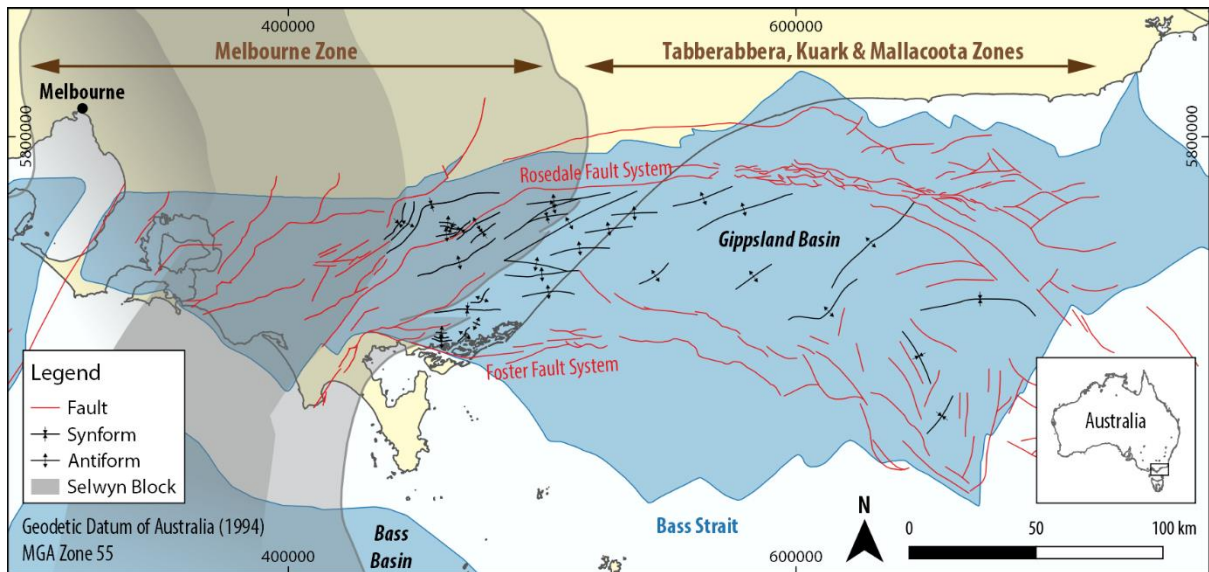 400000
600000
Melbourne Zone
Tabberabbera, Kuark & Mallacoota Zones
Melbourne
5800000
5800000
Rosedale Fault System
Gippsland Basin
Foster Fault System
Legend
Fault
Synform
Antiform
Selwyn Block
Australia
Geodetic Datum of Australia (1994)
MGA Zone 55
Bass
Basin
Bass Strait
N
0
50
100 km
400000
600000